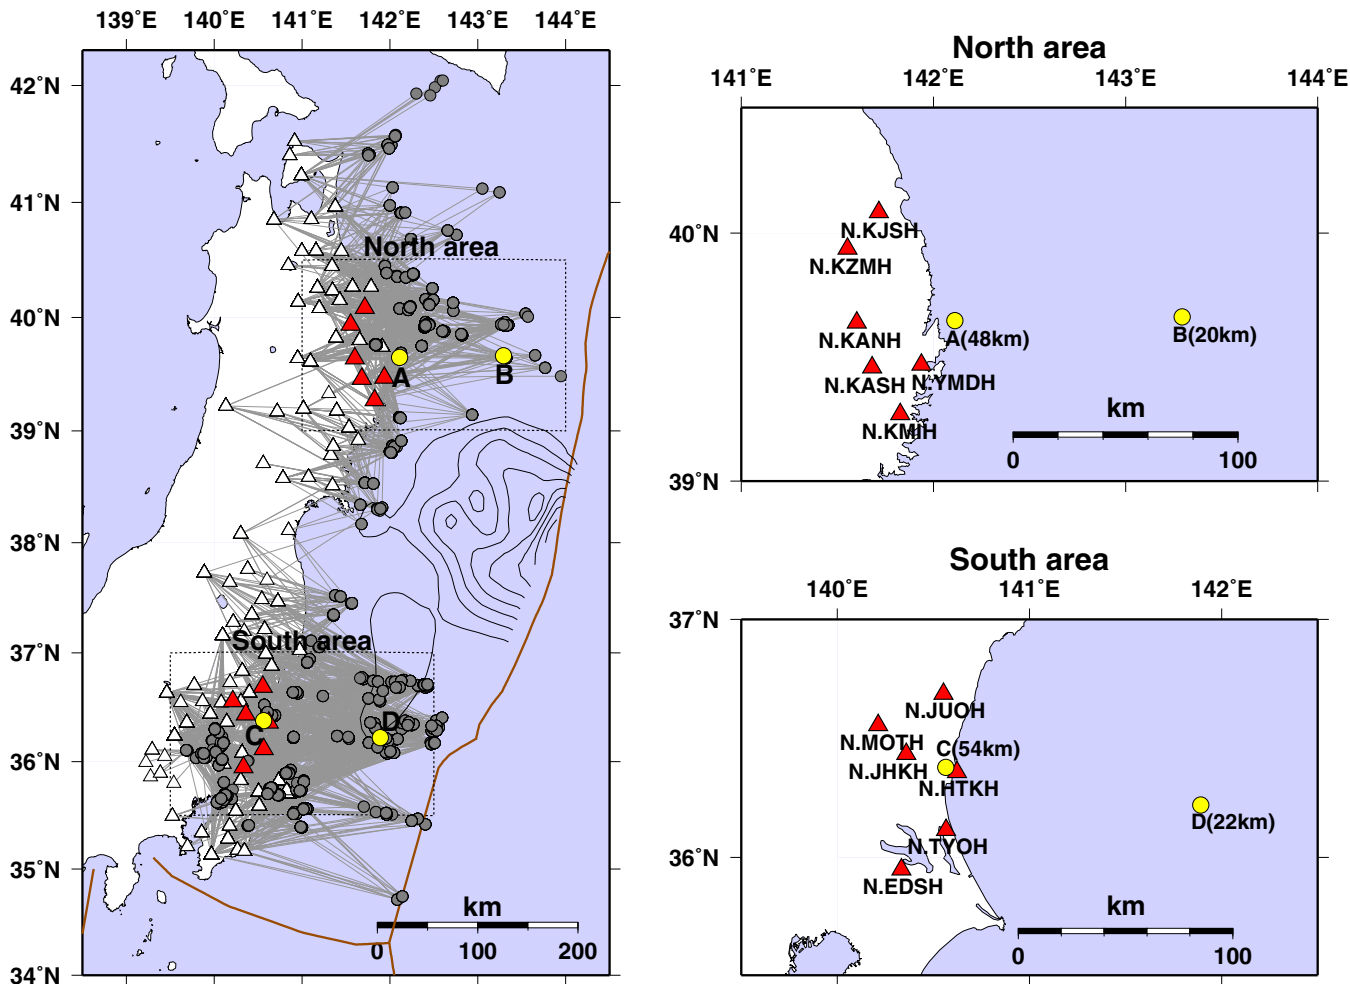 139°E 140°E 141°E 142°E 143°E 144°E
42°N
41°N
40°N
39°N
38°N
37°N
36°N
35°N
34°N
North area
A
B
South area
C
D
km
0 100 200
North area
141°E 142°E 143°E 144°E
40°N
39°N
N.KJSH
N.KZMH
N.KANH
A(48km)
B(20km)
N.KASH
N.YMDH
N.KMIH
km
0 100
South area
140°E 141°E 142°E
37°N
36°N
N.JUOH
N.MOTH
C(54km)
N.JHKH
N.HTKH
D(22km)
N.TYOH
N.EDSH
km
0 100